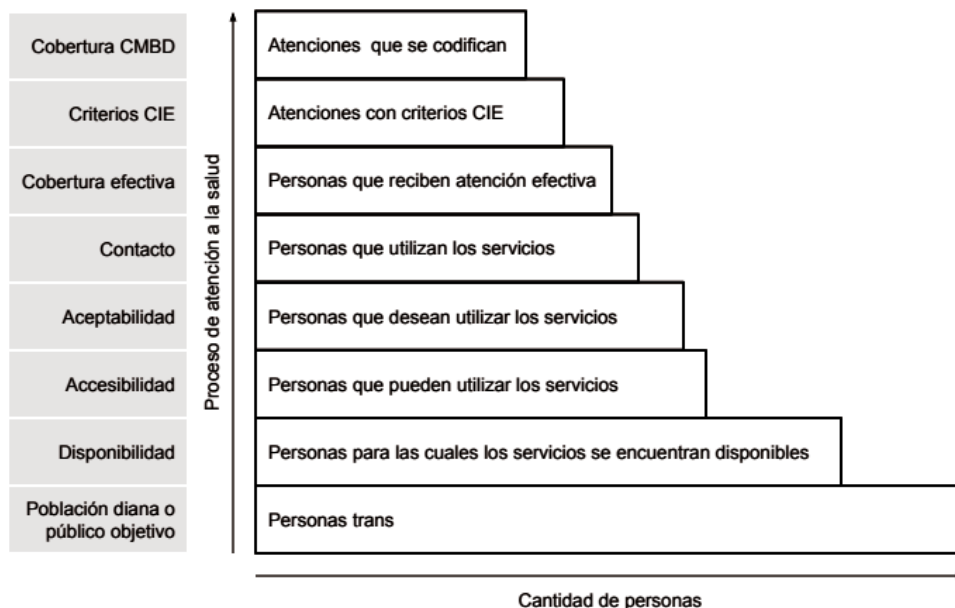 Cobertura CMBD
Atenciones que se codifican
Criterios CIE
Atenciones con criterios CIE
Cobertura efectiva
Personas que reciben atención efectiva
Contacto
Personas que utilizan los servicios
Aceptabilidad
Personas que desean utilizar los servicios
Accesibilidad
Personas que pueden utilizar los servicios
Disponibilidad
Personas para las cuales los servicios se encuentran disponibles
Población diana o
público objetivo
Personas trans
Proceso de atención a la salud
Cantidad de personas